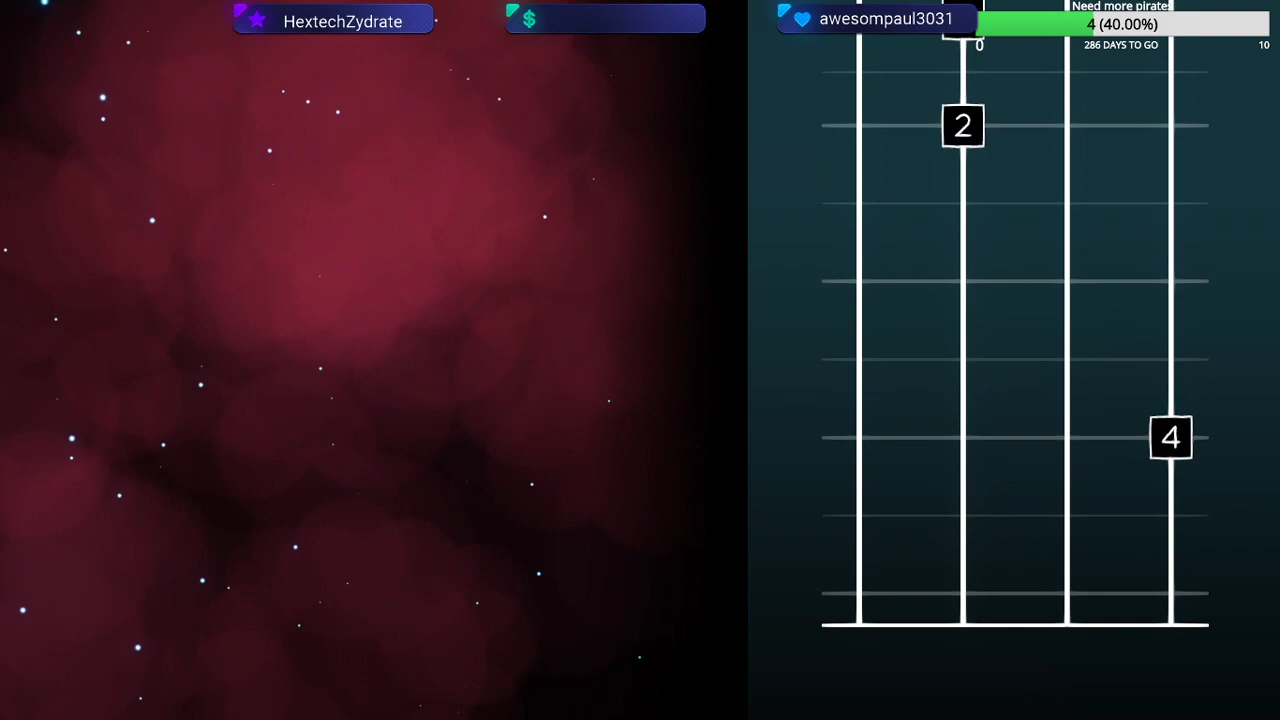 HextechZydrate
$
awesompaul3031
Need more pirate
4 (40.00%)
0
286 DAYS TO GO
10
2
4